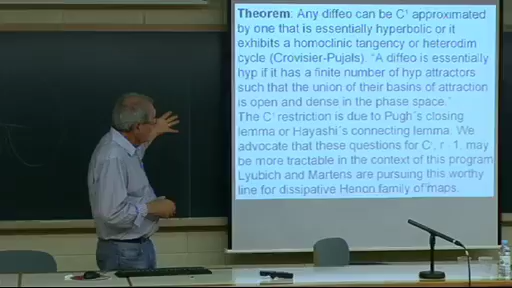 Theorem. Any diffeo can be C¹ approximated
by one that is essentially hyperbolic or it
exhibits a homoclinic tangency or heterodim
cycle (Crovisier-Pujals). "A diffeo is essentially
hyp if it has a finite number of hyp attractors
such that the union of their basins of attraction
is open and dense in the phase space."
The C¹ restriction is due to Pugh´s closing
lemma or Hayashi´s connecting lemma. We
advocate that these questions for C r 1, may
be more tractable in the context of this program
Lyubich and Martens are pursuing this worthy
line for dissipative Henon family of maps.